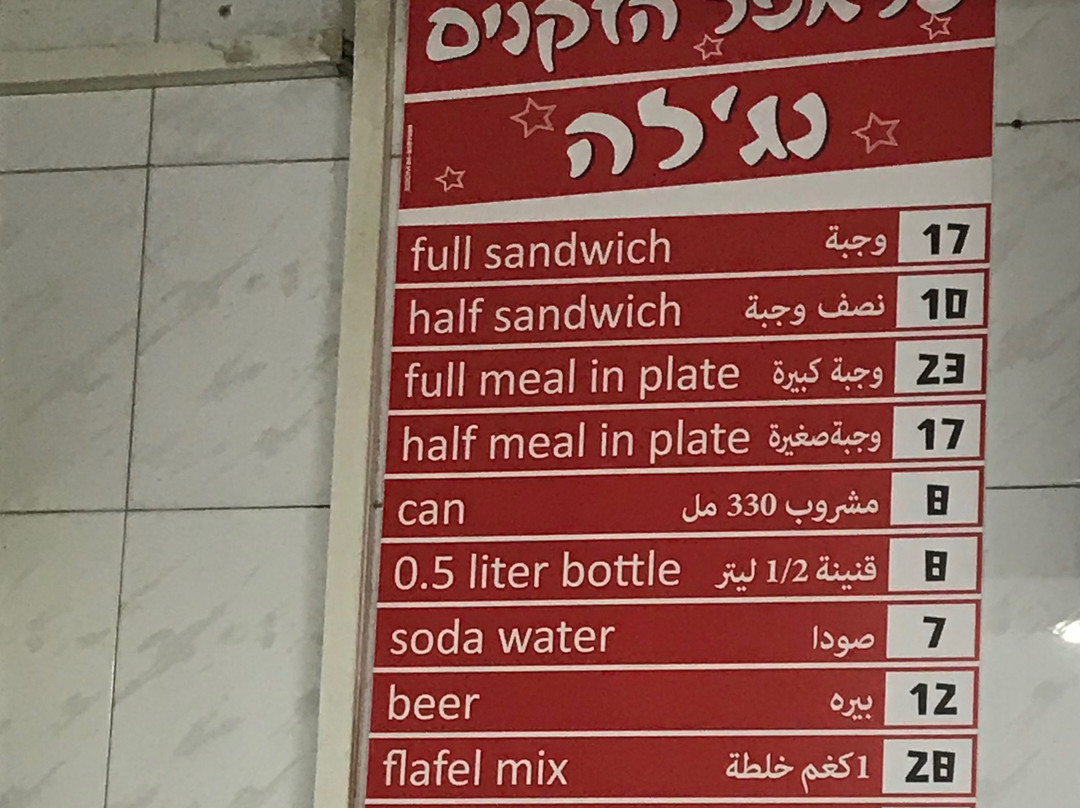 הזקנים
נג'לה
full sandwich وجبة 17
half sandwich نصف وجبة 10
full meal in plate وجبة كبيرة 23
half meal in plate وجبةصغيرة 17
can مشروب 330 مل 8
0.5 liter bottle قنينة 1/2 ليتر 8
soda water صودا 7
beer بيره 12
flafel mix 1كغم خلطة 28